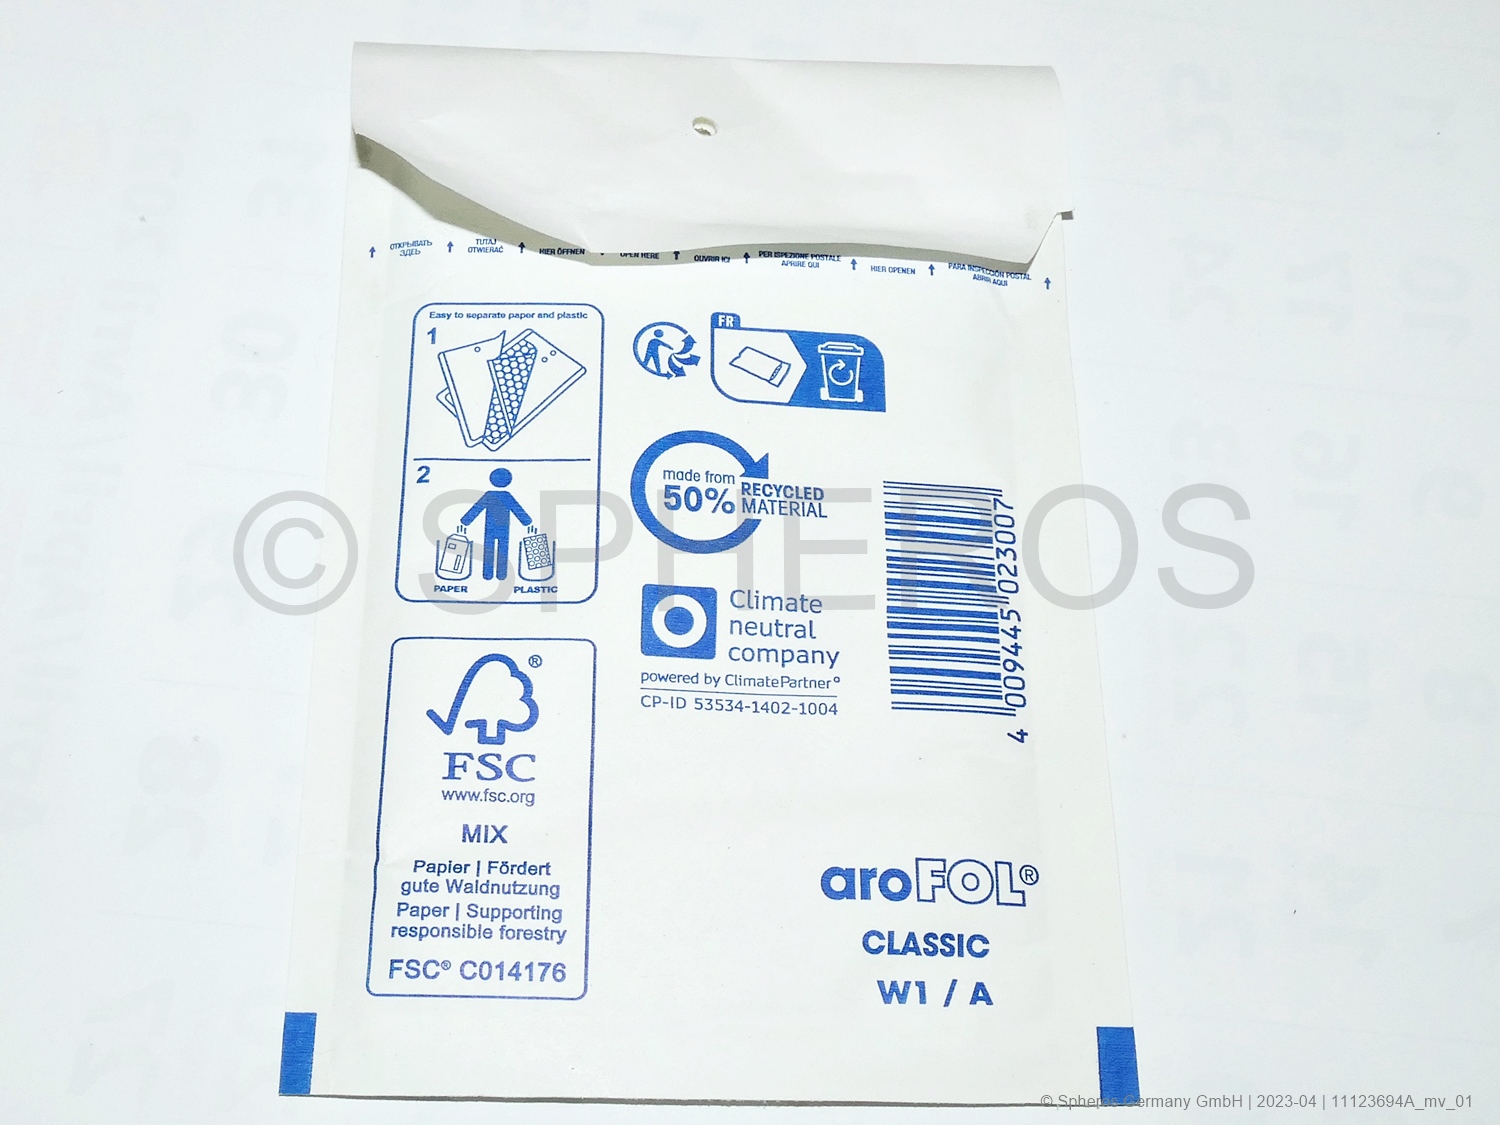 ОТКРЫВАТЬ
ЗДЕЬ
TUTAJ
OTWIERAĆ
HIER ÖFFNEN
OPEN HERE
OUVRIR ICI
PER ISPEZIONE POSTALE
APRIRE QUI
HIER OPENEN
PARA INSPECCIÓN POSTAL
ABRIR AQUI
Easy to separate paper and plastic
1
2
PAPER
PLASTIC
FR
made from
50% RECYCLED
MATERIAL
Climate
neutral
company
powered by ClimatePartner°
CP-ID 53534-1402-1004
4 009445 023007
FSC®
www.fsc.org
MIX
Papier | Fördert
gute Waldnutzung
Paper | Supporting
responsible forestry
FSC® C014176
aroFOL®
CLASSIC
W1 / A
© SPHEROS
© Spheros Germany GmbH | 2023-04 | 11123694A_mv_01